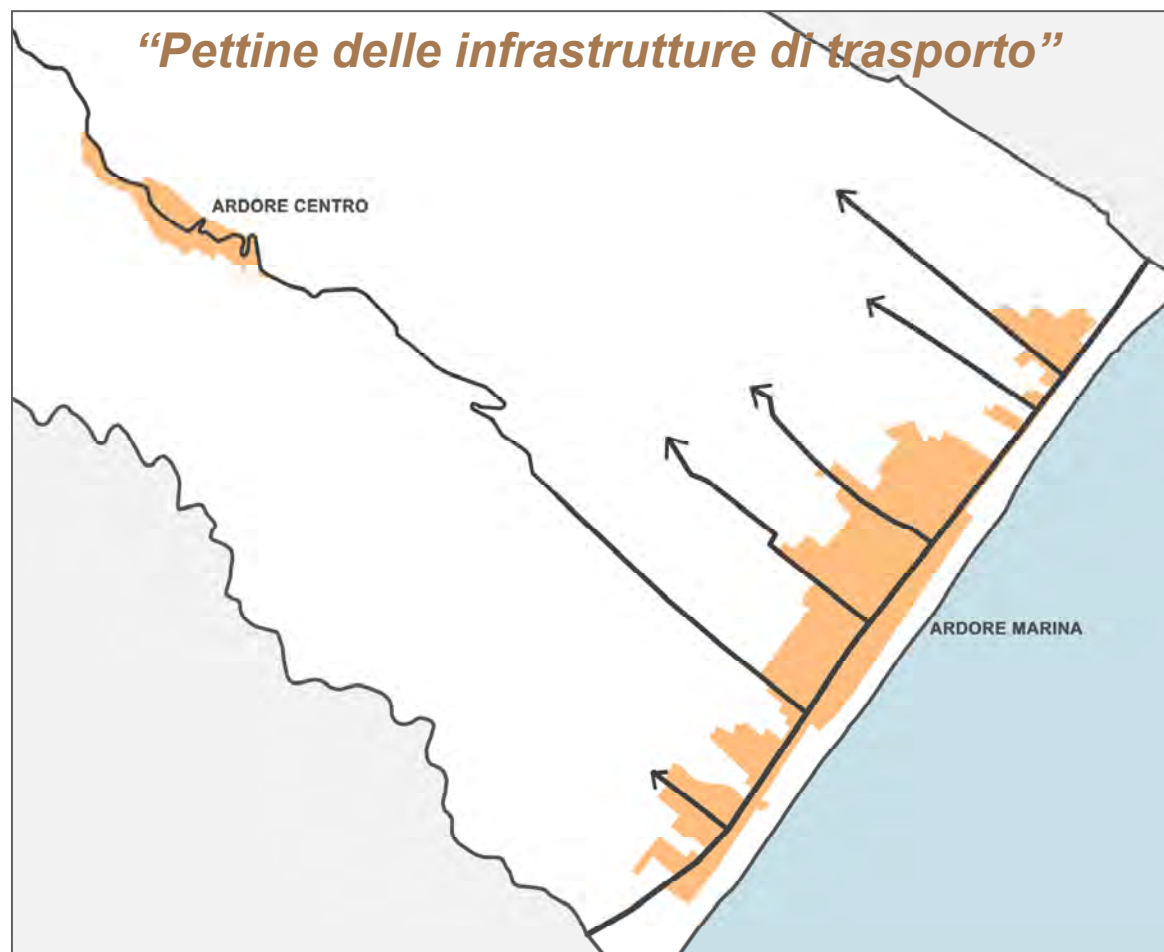 “Pettine delle infrastrutture di trasporto”
ARDORE CENTRO
ARDORE MARINA